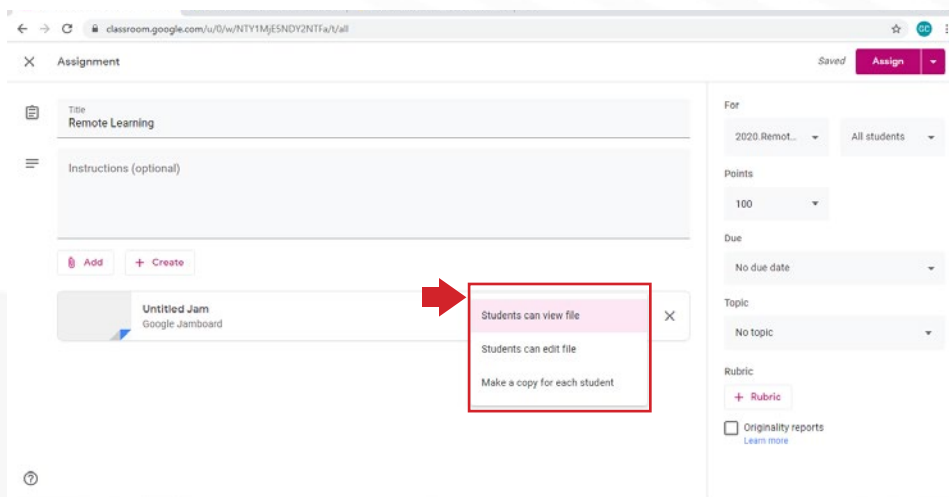 classroom.google.com/u/0/w/NTY1MjE5NDY2NTFa/t/all
GC
Assignment
Saved
Assign
Title
Remote Learning
Instructions (optional)
Add
+ Create
Untitled Jam
Google Jamboard
Students can view file
Students can edit file
Make a copy for each student
For
2020.Remot...
All students
Points
100
Due
No due date
Topic
No topic
Rubric
+ Rubric
Originality reports
Learn more